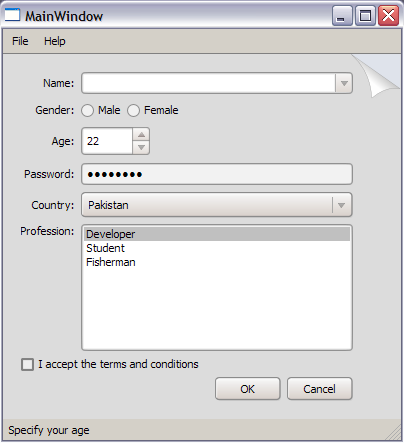 MainWindow
File Help
Name:
Gender: Male Female
Age: 22
Password: ••••••••
Country: Pakistan
Profession: Developer
Student
Fisherman
I accept the terms and conditions
OK Cancel
Specify your age